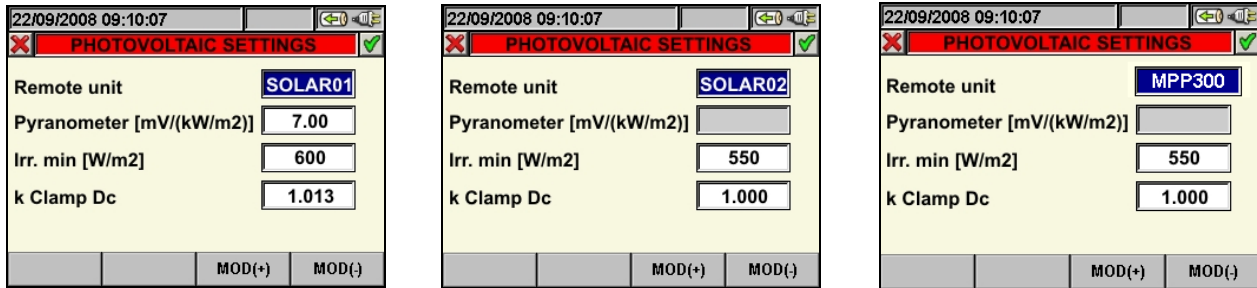 22/09/2008 09:10:07
PHOTOVOLTAIC SETTINGS
Remote unit SOLAR01
Pyranometer [mV/(kW/m2)] 7.00
Irr. min [W/m2] 600
k Clamp Dc 1.013
MOD(+) MOD(-)
22/09/2008 09:10:07
PHOTOVOLTAIC SETTINGS
Remote unit SOLAR02
Pyranometer [mV/(kW/m2)]
Irr. min [W/m2] 550
k Clamp Dc 1.000
MOD(+) MOD(-)
22/09/2008 09:10:07
PHOTOVOLTAIC SETTINGS
Remote unit MPP300
Pyranometer [mV/(kW/m2)]
Irr. min [W/m2] 550
k Clamp Dc 1.000
MOD(+) MOD(-)